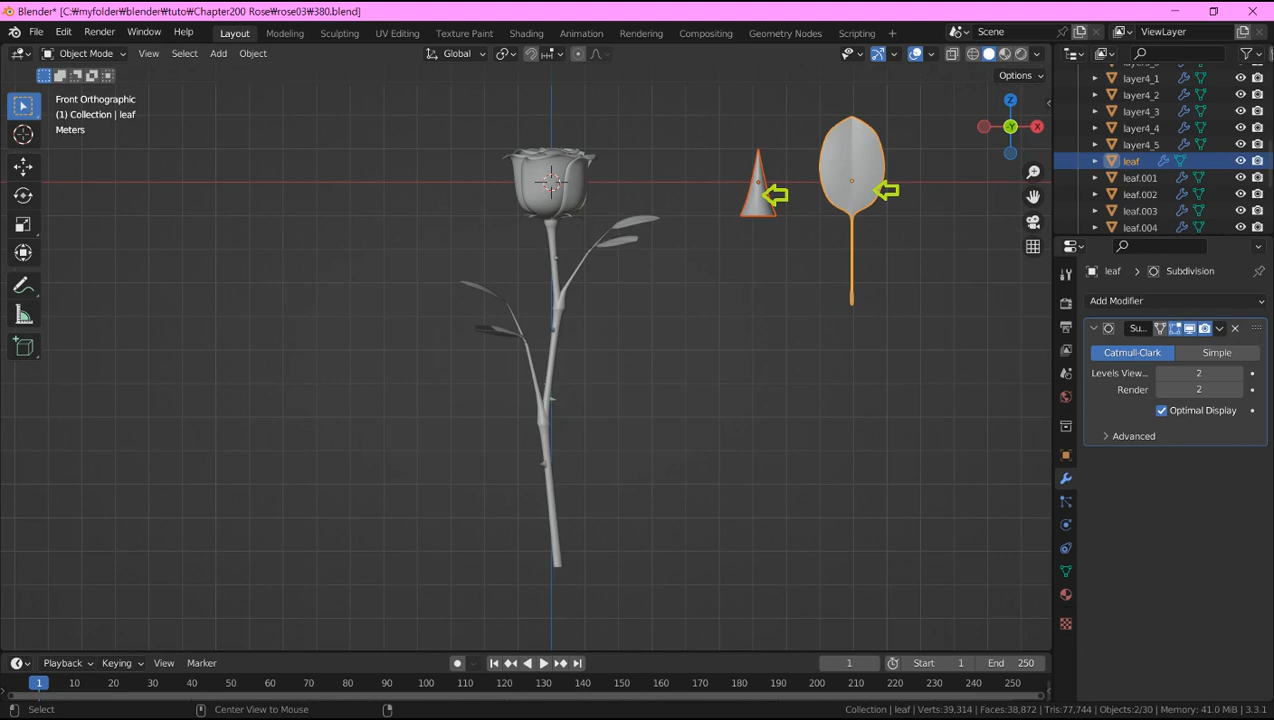 Blender* [C:₩myfolder₩blender₩tuto₩Chapter200 Rose₩rose03₩380.blend]
File Edit Render Window Help Layout Modeling Sculpting UV Editing Texture Paint Shading Animation Rendering Compositing Geometry Nodes Scripting Scene ViewLayer
Object Mode View Select Add Object Global
Options
Front Orthographic
(1) Collection | leaf
Meters
Z
Y
X
layer4_1
layer4_2
layer4_3
layer4_4
layer4_5
leaf
leaf.001
leaf.002
leaf.003
leaf.004
leaf > Subdivision
Add Modifier
Su...
Catmull-Clark Simple
Levels View... 2
Render 2
Optimal Display
Advanced
Playback Keying View Marker 1 Start 1 End 250
1 10 20 30 40 50 60 70 80 90 100 110 120 130 140 150 160 170 180 190 200 210 220 230 240 250
Select Center View to Mouse Collection | leaf | Verts:39,314 | Faces:38,872 | Tris:77,744 | Objects:2/30 | Memory: 41.0 MiB | 3.3.1